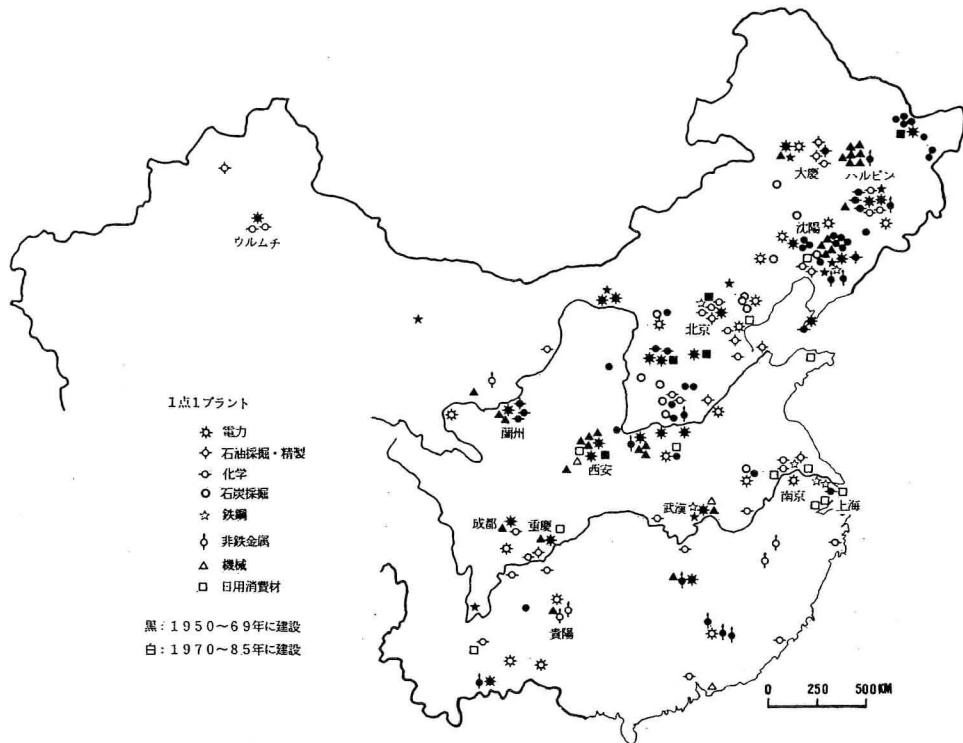 大慶
ハルビン
沈陽
ウルムチ
北京
1点1プラント
電力
石油採掘・精製
化学
石炭採掘
鉄鋼
非鉄金属
機械
日用消費材
黒:1950～69年に建設
白:1970～85年に建設
蘭州
西安
南京
上海
武漢
成都
重慶
貴陽
0 250 500KM